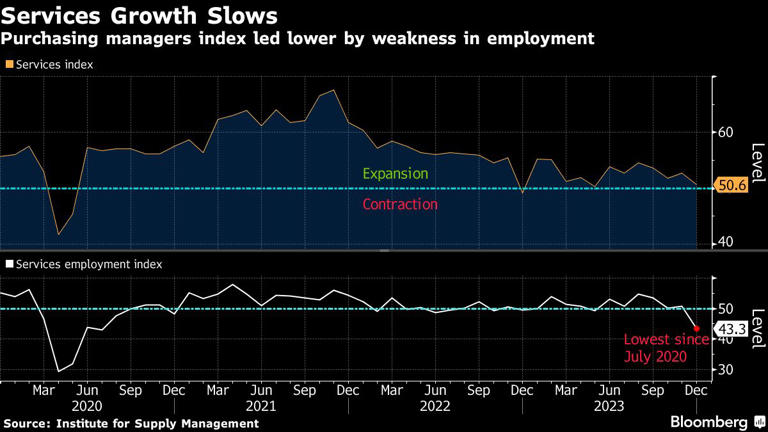 Services Growth Slows
Purchasing managers index led lower by weakness in employment
Services index
60
Level
Expansion
50.6
Contraction
40
Services employment index
50
Level
43.3
Lowest since
40
July 2020
30
Mar Jun Sep Dec Mar Jun Sep Dec Mar Jun Sep Dec Mar Jun Sep Dec
2020 2021 2022 2023
Source: Institute for Supply Management
Bloomberg